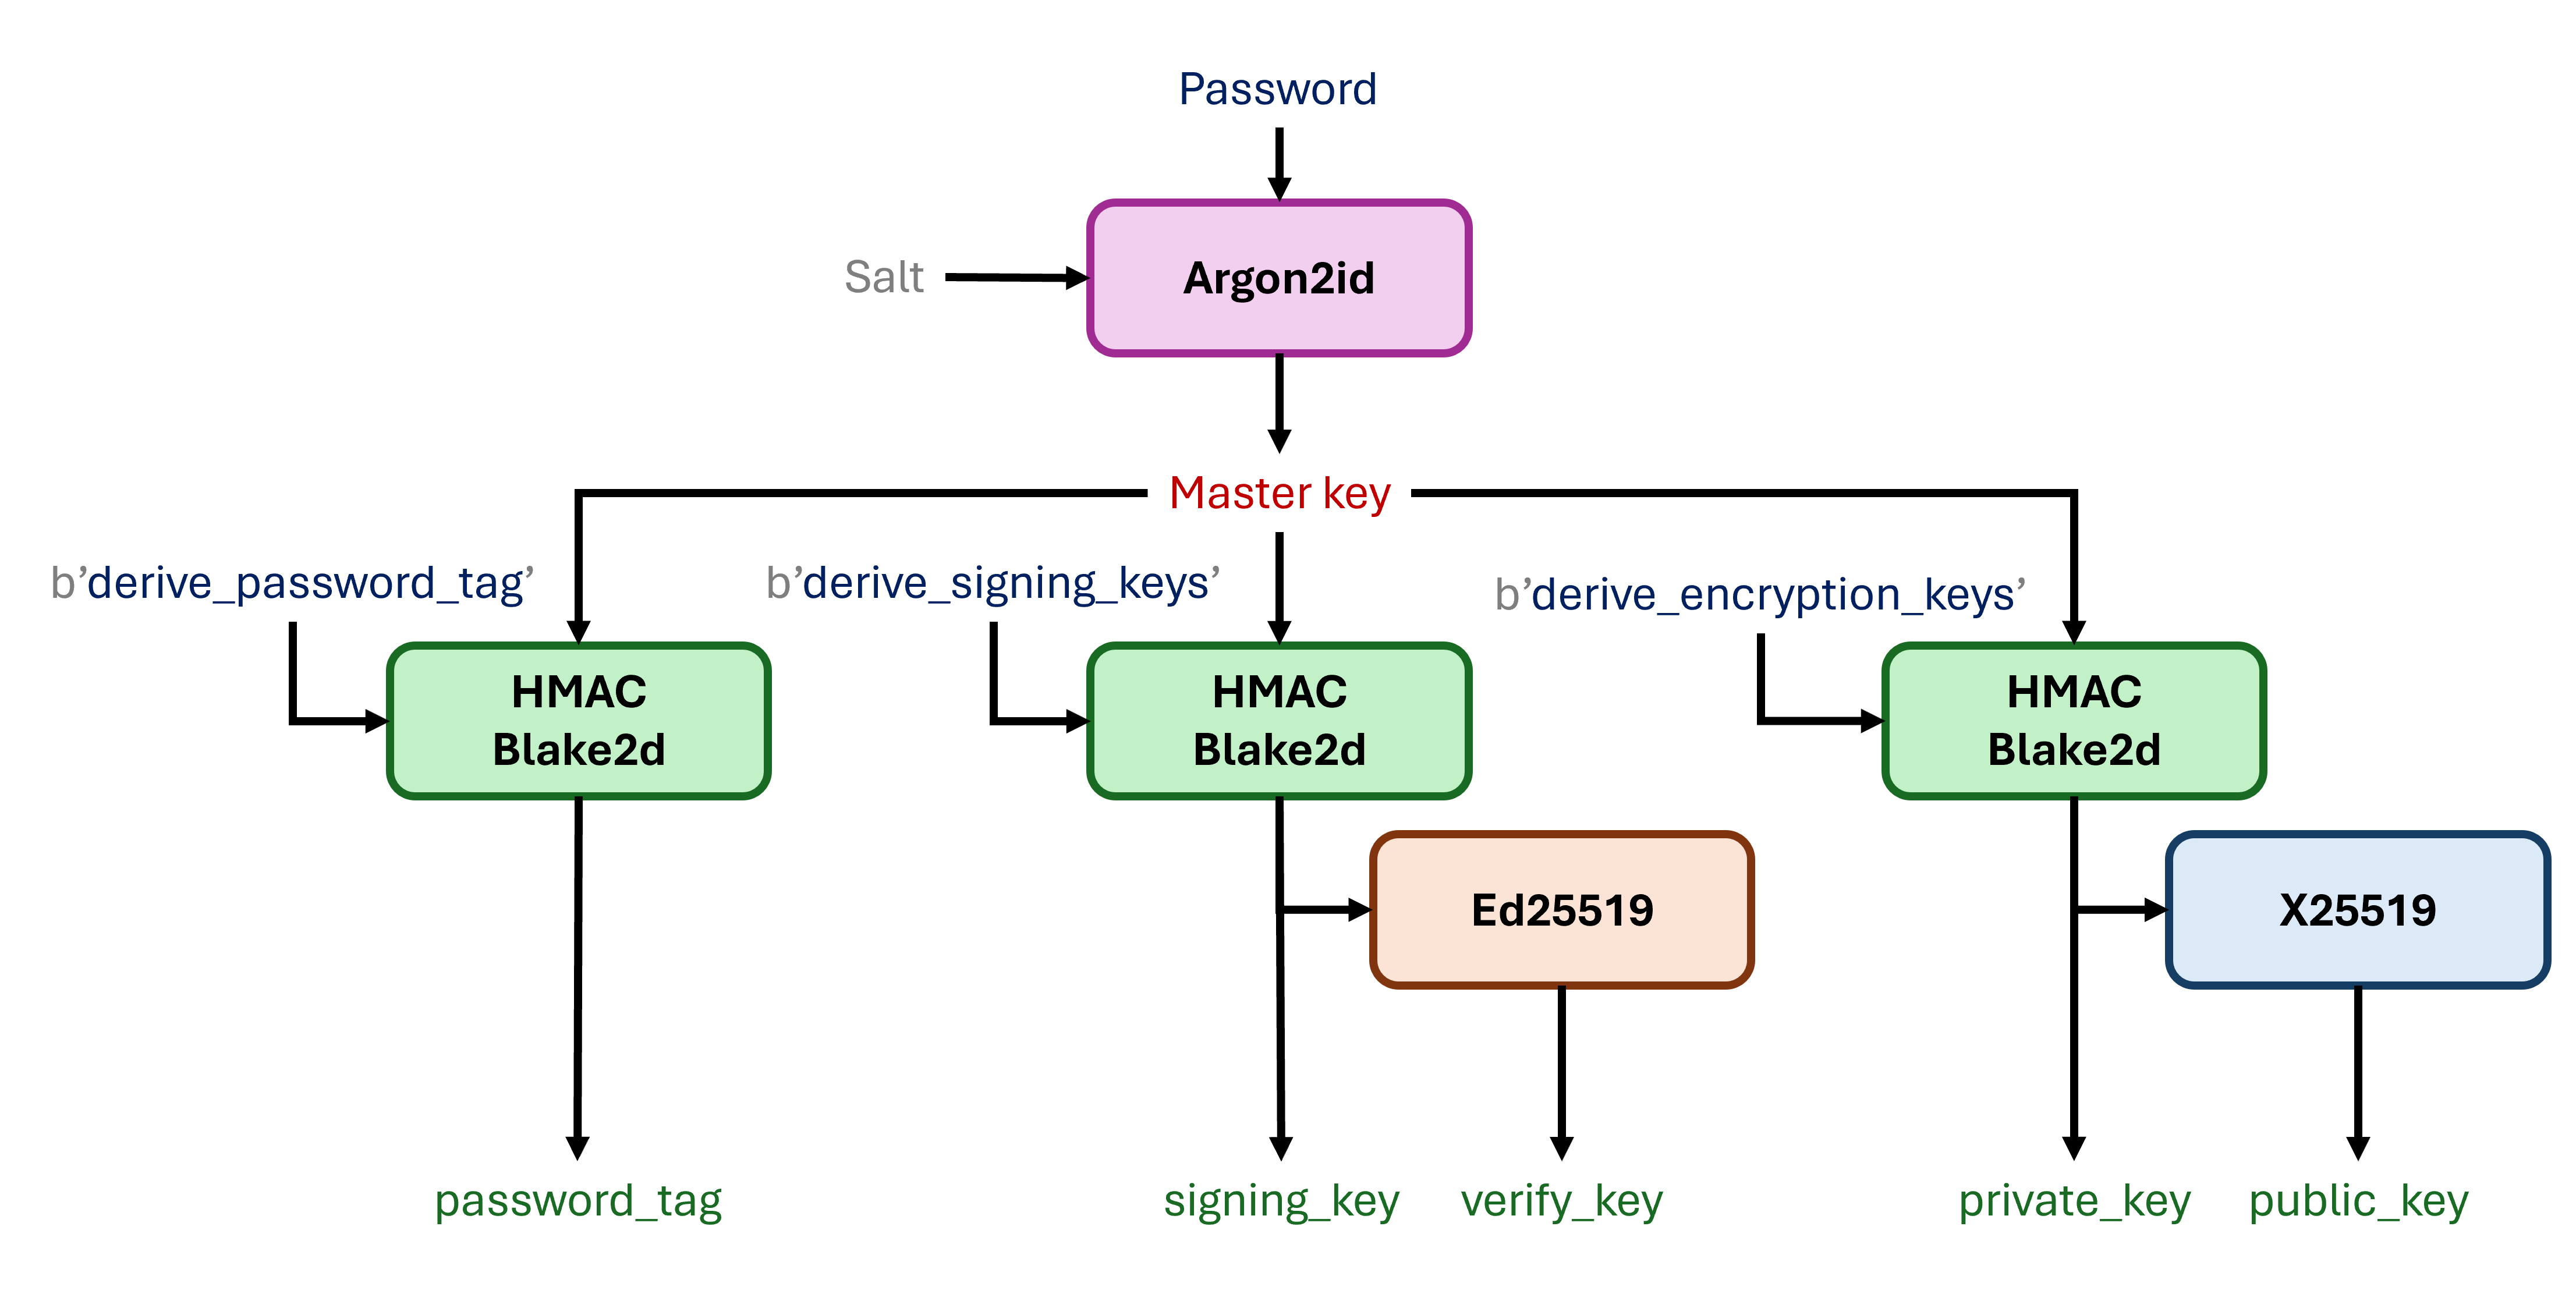 Password
Salt
Argon2id
Master key
b’derive_password_tag’
b’derive_signing_keys’
b’derive_encryption_keys’
HMAC
Blake2d
HMAC
Blake2d
HMAC
Blake2d
Ed25519
X25519
password_tag
signing_key
verify_key
private_key
public_key